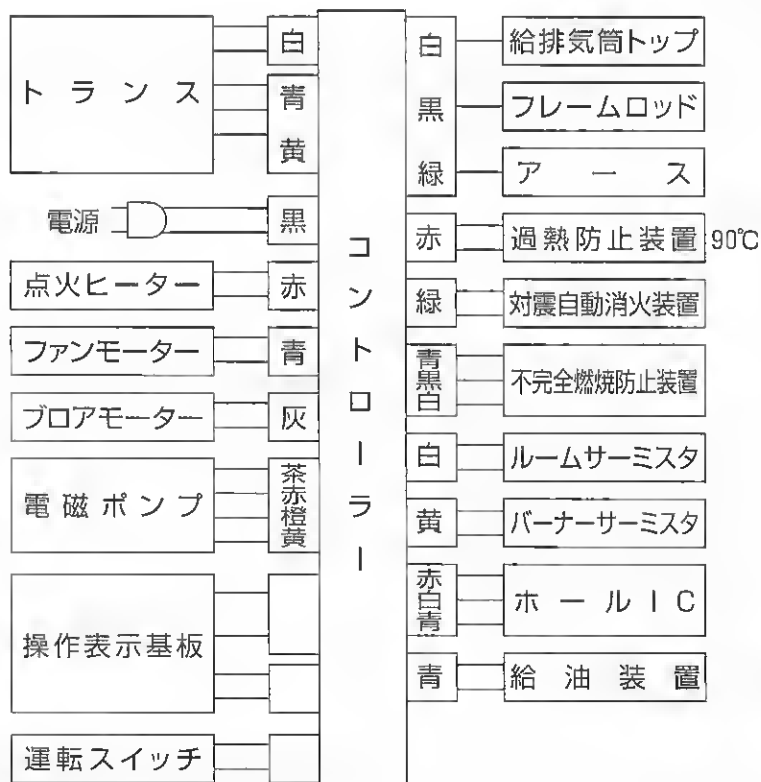 トランス
白
青
黄
電源
黒
点火ヒーター
赤
ファンモーター
青
ブロアモーター
灰
電磁ポンプ
茶
赤
橙
黄
操作表示基板
運転スイッチ
コントローラー
白
給排気筒トップ
黒
フレームロッド
緑
アース
赤
過熱防止装置 90℃
緑
対震自動消火装置
青
黒
白
不完全燃焼防止装置
白
ルームサーミスタ
黄
バーナーサーミスタ
赤
白
青
ホールIC
青
給油装置